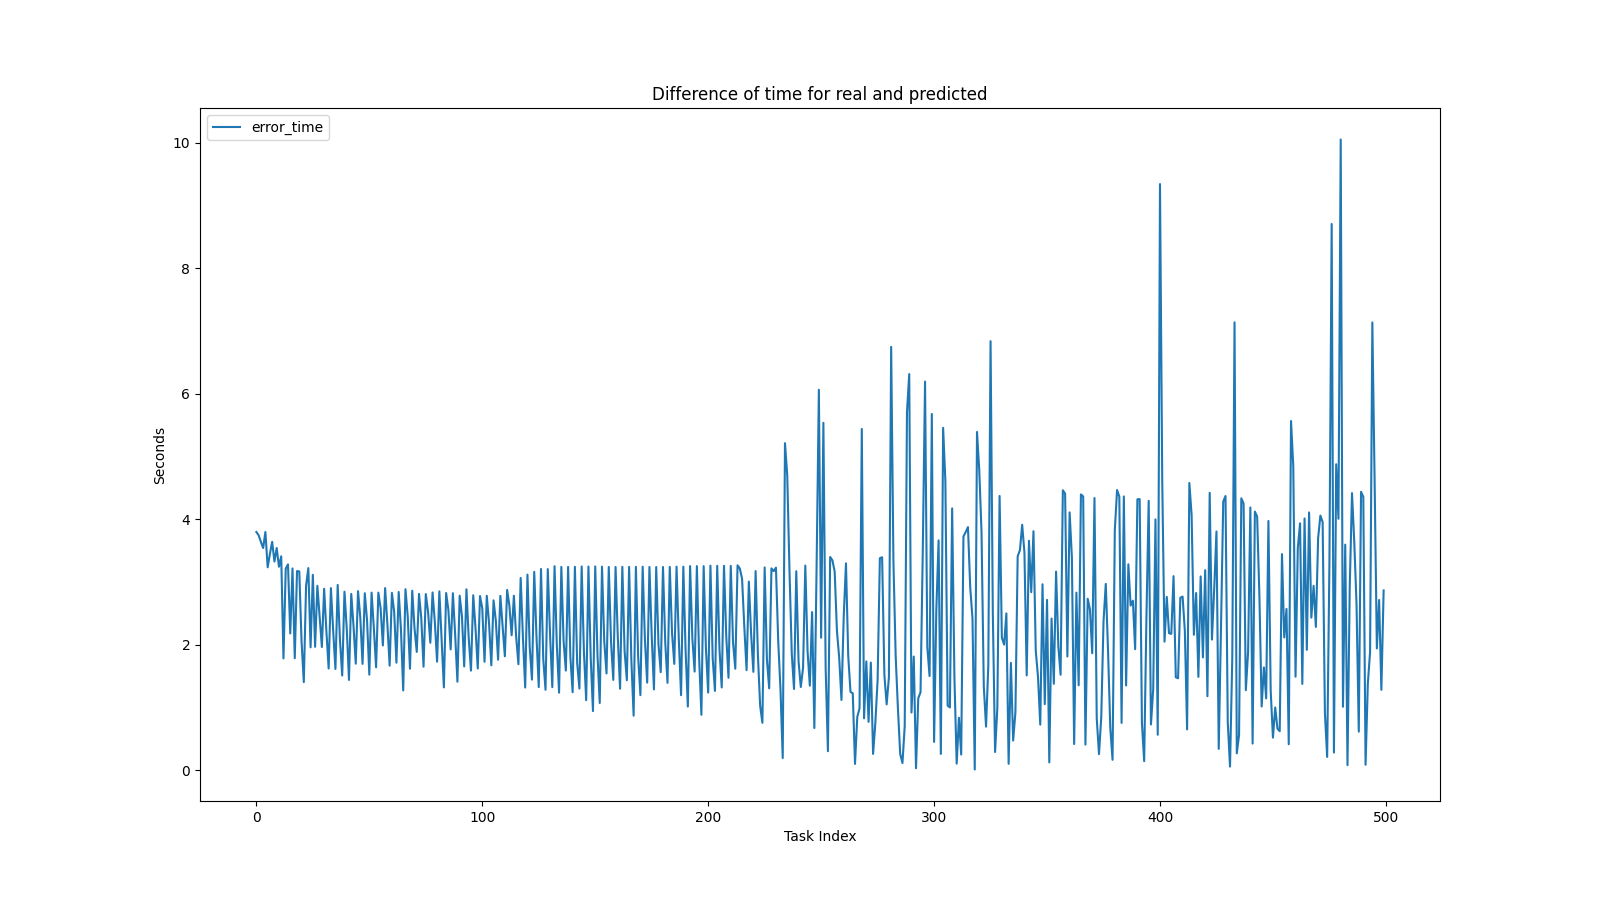 Difference of time for real and predicted
error_time
10
8
6
4
2
0
Seconds
0 100 200 300 400 500
Task Index